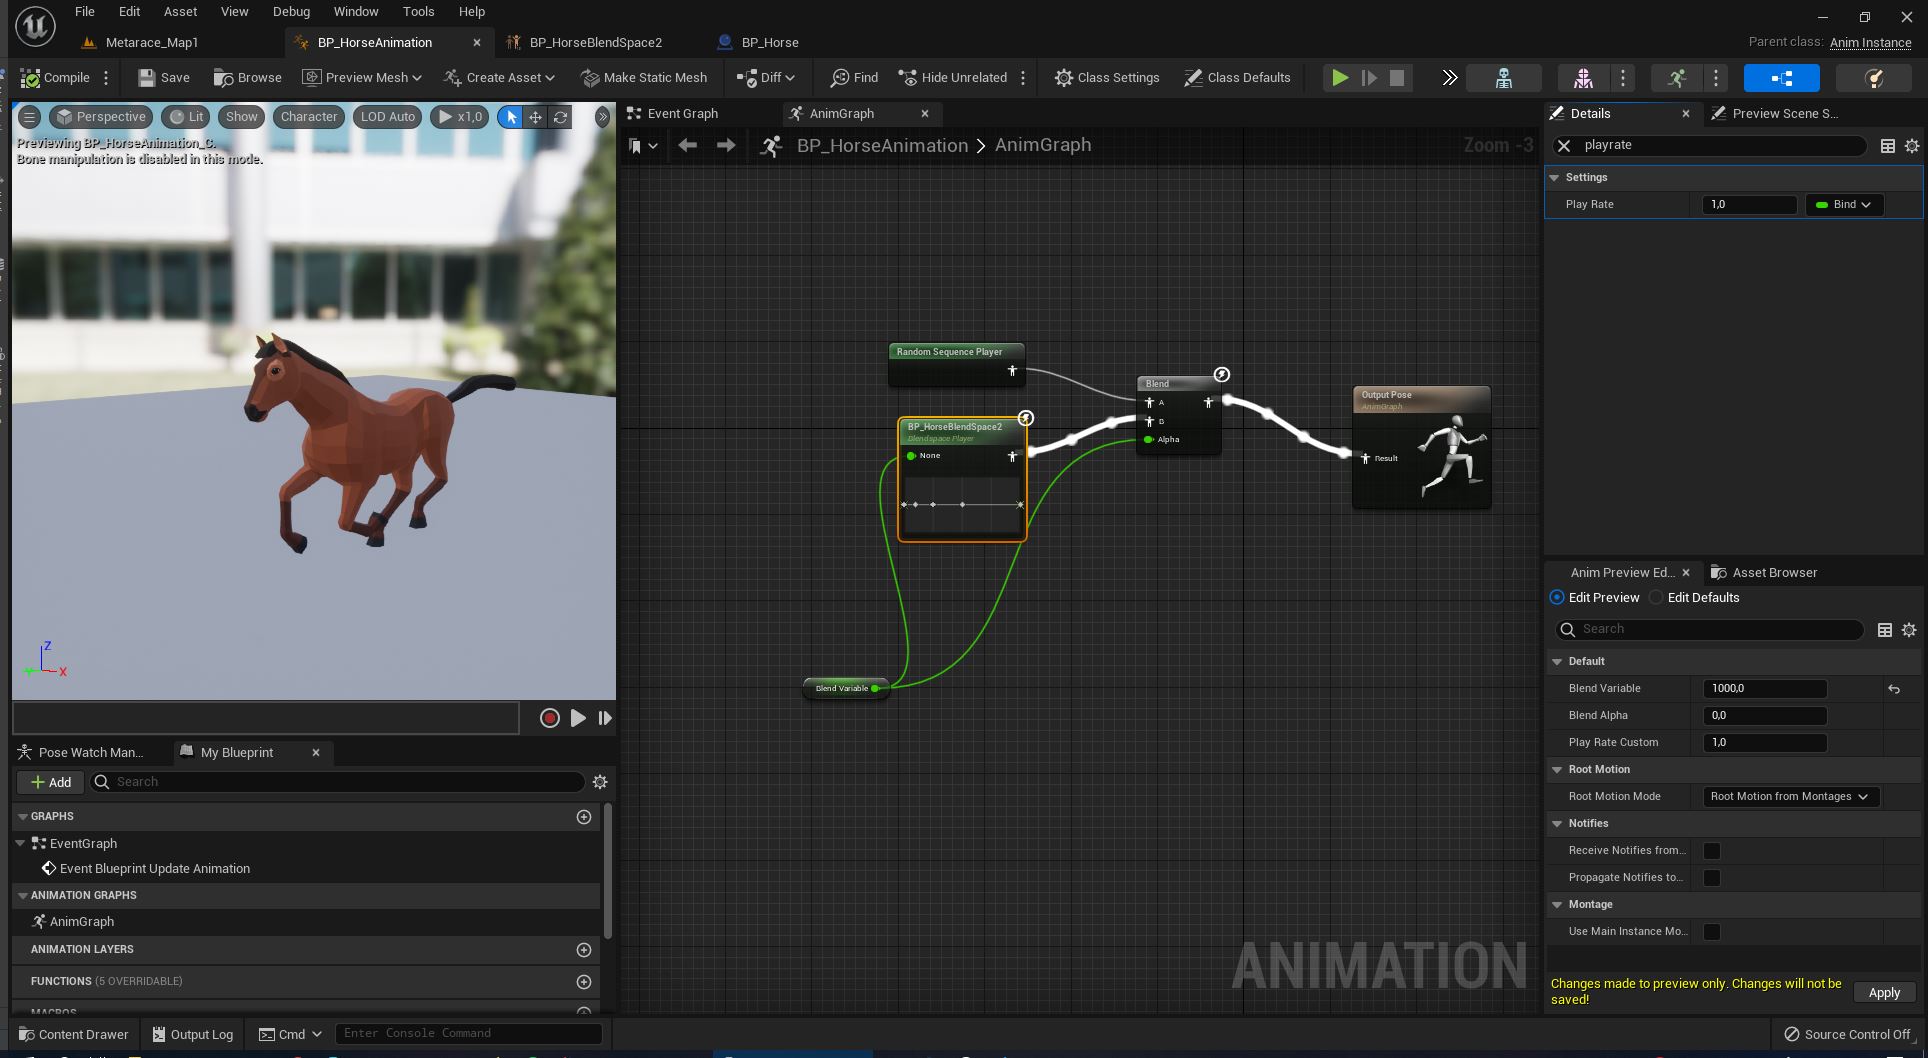 File Edit Asset View Debug Window Tools Help
Metarace_Map1 BP_HorseAnimation BP_HorseBlendSpace2 BP_Horse Parent class: Anim Instance
Compile Save Browse Preview Mesh Create Asset Make Static Mesh Diff Find Hide Unrelated Class Settings Class Defaults
Perspective Lit Show Character LOD Auto x1,0
Previewing BP_HorseAnimation_C.
Bone manipulation is disabled in this mode.
Z
Y X
Pose Watch Man... My Blueprint
Add Search
GRAPHS
EventGraph
Event Blueprint Update Animation
ANIMATION GRAPHS
AnimGraph
ANIMATION LAYERS
FUNCTIONS (5 OVERRIDABLE)
MACROS
Event Graph AnimGraph
BP_HorseAnimation > AnimGraph Zoom -3
Random Sequence Player
BP_HorseBlendSpace2
Blendspace Player
None
Blend
A
B
Alpha
Output Pose
AnimGraph
Result
Blend Variable
ANIMATION
Details Preview Scene S...
playrate
Settings
Play Rate 1,0 Bind
Anim Preview Ed... Asset Browser
Edit Preview Edit Defaults
Search
Default
Blend Variable 1000,0
Blend Alpha 0,0
Play Rate Custom 1,0
Root Motion
Root Motion Mode Root Motion from Montages
Notifies
Receive Notifies from...
Propagate Notifies to...
Montage
Use Main Instance Mo...
Changes made to preview only. Changes will not be
saved!
Apply
Content Drawer Output Log Cmd Enter Console Command Source Control Off